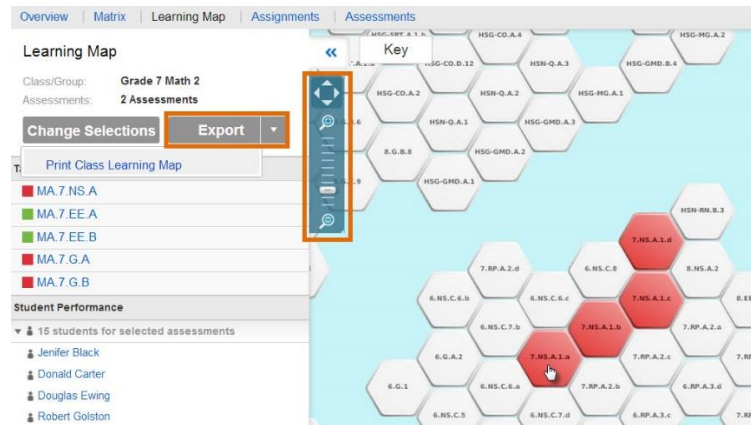 Overview | Matrix | Learning Map | Assignments | Assessments
Learning Map
«
Key
Class/Group: Grade 7 Math 2
Assessments: 2 Assessments
Change Selections
Export
Print Class Learning Map
MA.7.NS.A
MA.7.EE.A
MA.7.EE.B
MA.7.G.A
MA.7.G.B
Student Performance
15 students for selected assessments
Jenifer Black
Donald Carter
Douglas Ewing
Robert Golston
HSG-SRT.A.1.b
HSG-CO.A.4
HSG-MG.A.2
HSG-CO.D.12
HSN-Q.A.3
HSG-GMD.B.4
HSG-CO.A.2
HSN-Q.A.2
HSG-MG.A.1
HSN-Q.A.1
HSG-GMD.A.3
8.G.B.8
HSG-GMD.A.2
HSG-GMD.A.1
HSN-RN.B.3
7.NS.A.1.d
7.RP.A.2.d
6.NS.C.8
8.NS.A.2
6.NS.C.6.b
6.NS.C.6.c
7.NS.A.1.c
6.NS.C.7.b
7.NS.A.1.b
7.RP.A.2.a
6.G.A.2
7.NS.A.1.a
7.RP.A.2.c
6.G.1
6.NS.C.6.a
7.RP.A.2.b
6.RP.A.3.d
6.NS.C.5
6.NS.C.7.d
6.RP.A.3.c